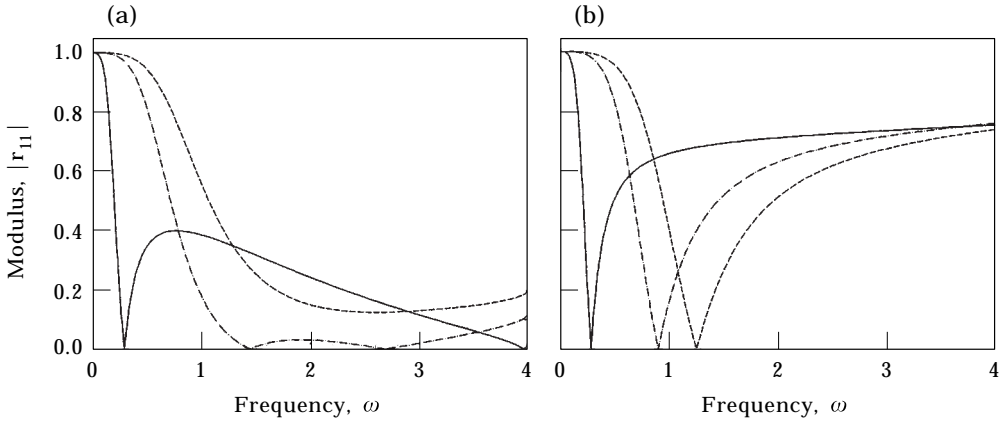 (a)
(b)
Modulus, |r₁₁|
1.0
0.8
0.6
0.4
0.2
0.0
0 1 2 3 4
0 1 2 3 4
Frequency, ω
Frequency, ω